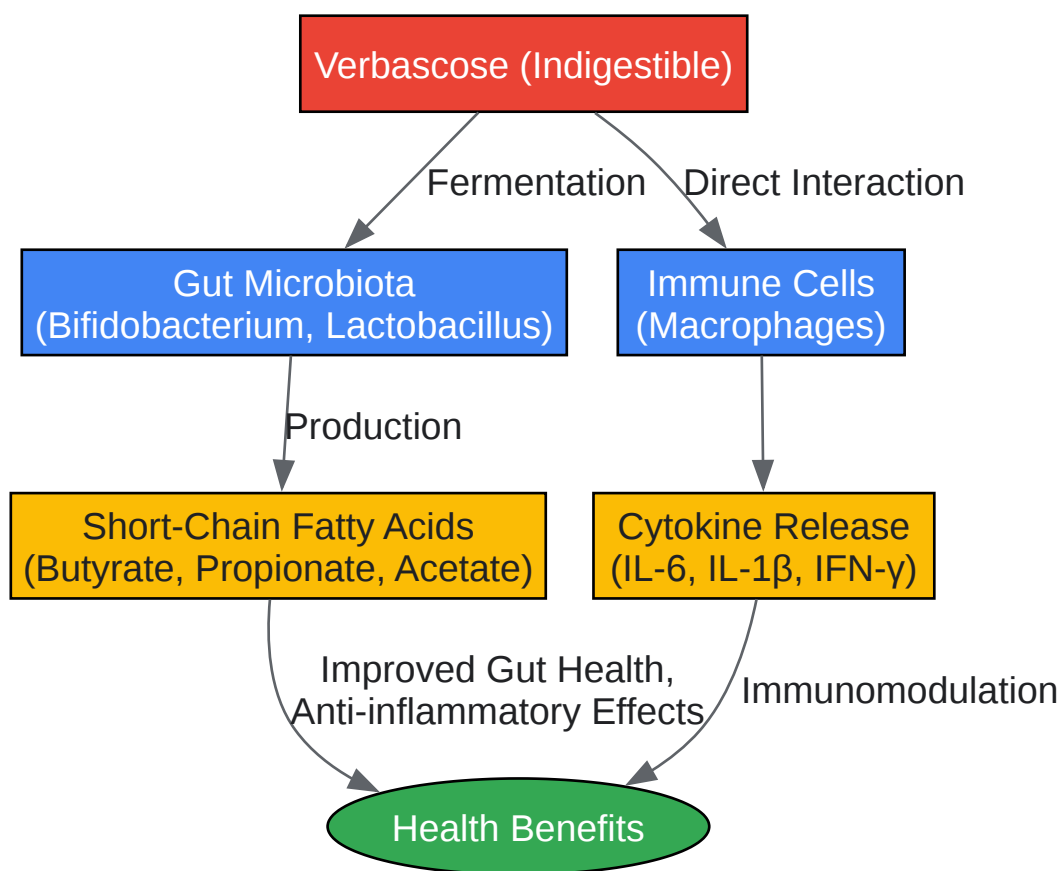 Verbascose (Indigestible)
Fermentation
Direct Interaction
Gut Microbiota
(Bifidobacterium, Lactobacillus)
Immune Cells
(Macrophages)
Production
Short-Chain Fatty Acids
(Butyrate, Propionate, Acetate)
Cytokine Release
(IL-6, IL-1β, IFN-γ)
Improved Gut Health,
Anti-inflammatory Effects
Immunomodulation
Health Benefits